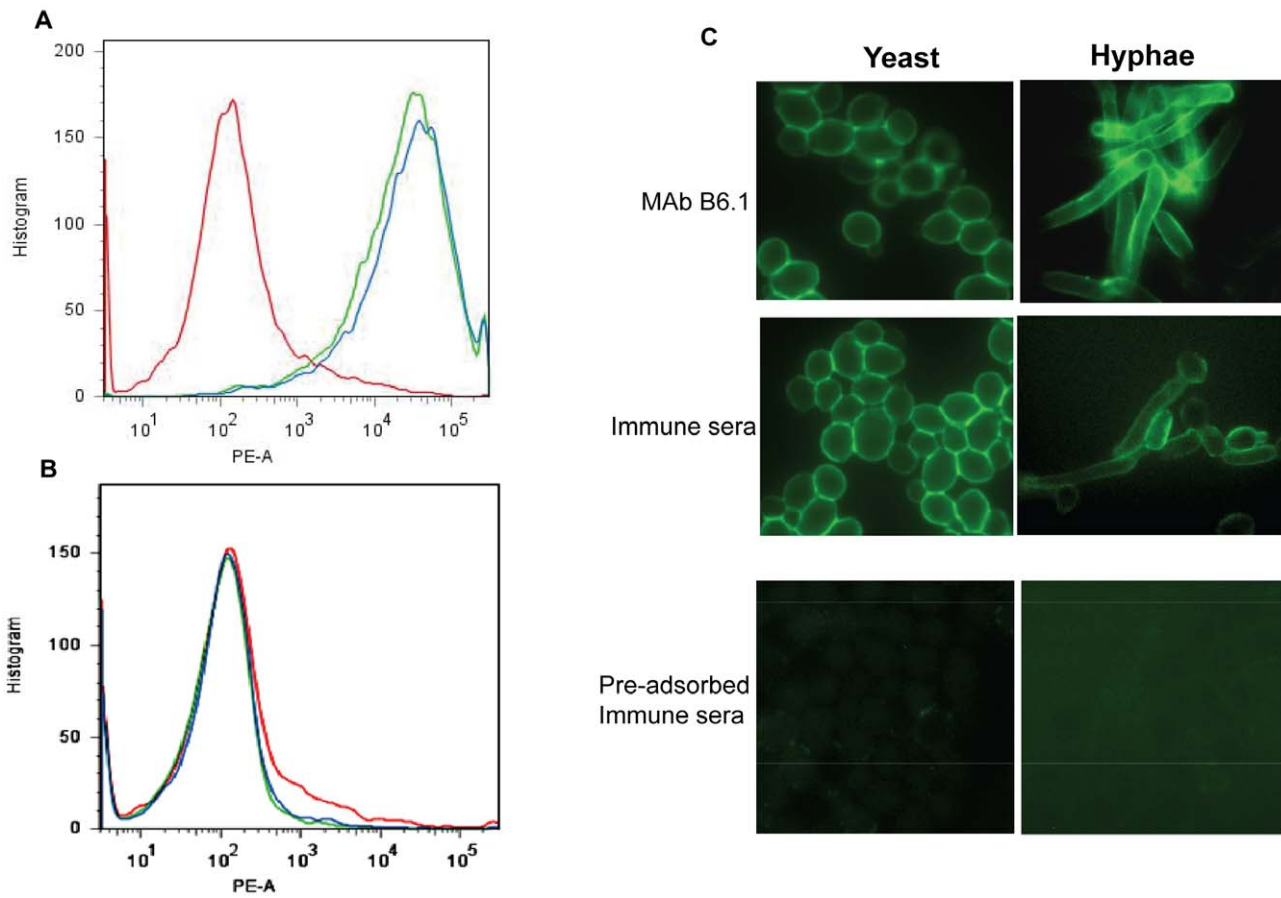 A
200
150
100
50
0
Histogram
10¹ 10² 10³ 10⁴ 10⁵
PE-A
B
150
100
50
0
Histogram
10¹ 10² 10³ 10⁴ 10⁵
PE-A
C
Yeast Hyphae
MAb B6.1
Immune sera
Pre-adsorbed
Immune sera